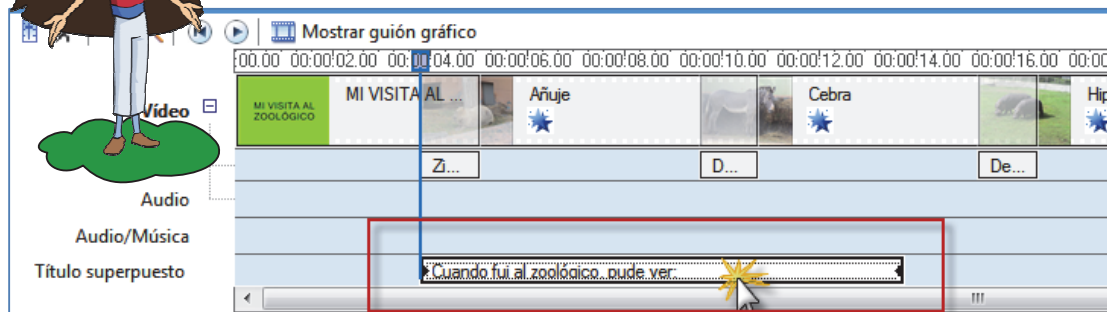 Mostrar guión gráfico
:00.00 00:00:02.00 00:00:04.00 00:00:06.00 00:00:08.00 00:00:10.00 00:00:12.00 00:00:14.00 00:00:16.00 00:00
Vídeo
MI VISITA AL ZOOLÓGICO
MI VISITA AL ...
Añuje
Cebra
Hip
Zi...
D...
De...
Audio
Audio/Música
Título superpuesto
Cuando fui al zoológico, pude ver: